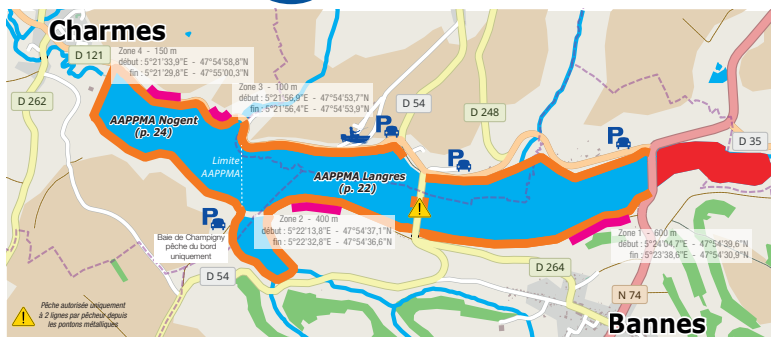 Charmes
Zone 4 - 150 m
début : 5°21'33,9"E - 47°54'58,8"N
fin : 5°21'29,8"E - 47°55'00,3"N
D 121
D 262
Zone 3 - 100 m
début : 5°21'56,9"E - 47°54'53,7"N
fin : 5°21'56,4"E - 47°54'53,9"N
D 54
D 248
D 35
AAPPMA Nogent
(p. 24)
Limite
AAPPMA
AAPPMA Langres
(p. 22)
P
P
P
Zone 2 - 400 m
début : 5°22'13,8"E - 47°54'37,1"N
fin : 5°22'32,8"E - 47°54'36,6"N
Baie de Champigny
pêche du bord
uniquement
Zone 1 - 600 m
début : 5°24'04,7"E - 47°54'39,6"N
fin : 5°23'38,6"E - 47°54'30,9"N
D 54
D 264
N 74
Bannes
Pêche autorisée uniquement
à 2 lignes par pêcheur depuis
les pontons métalliques